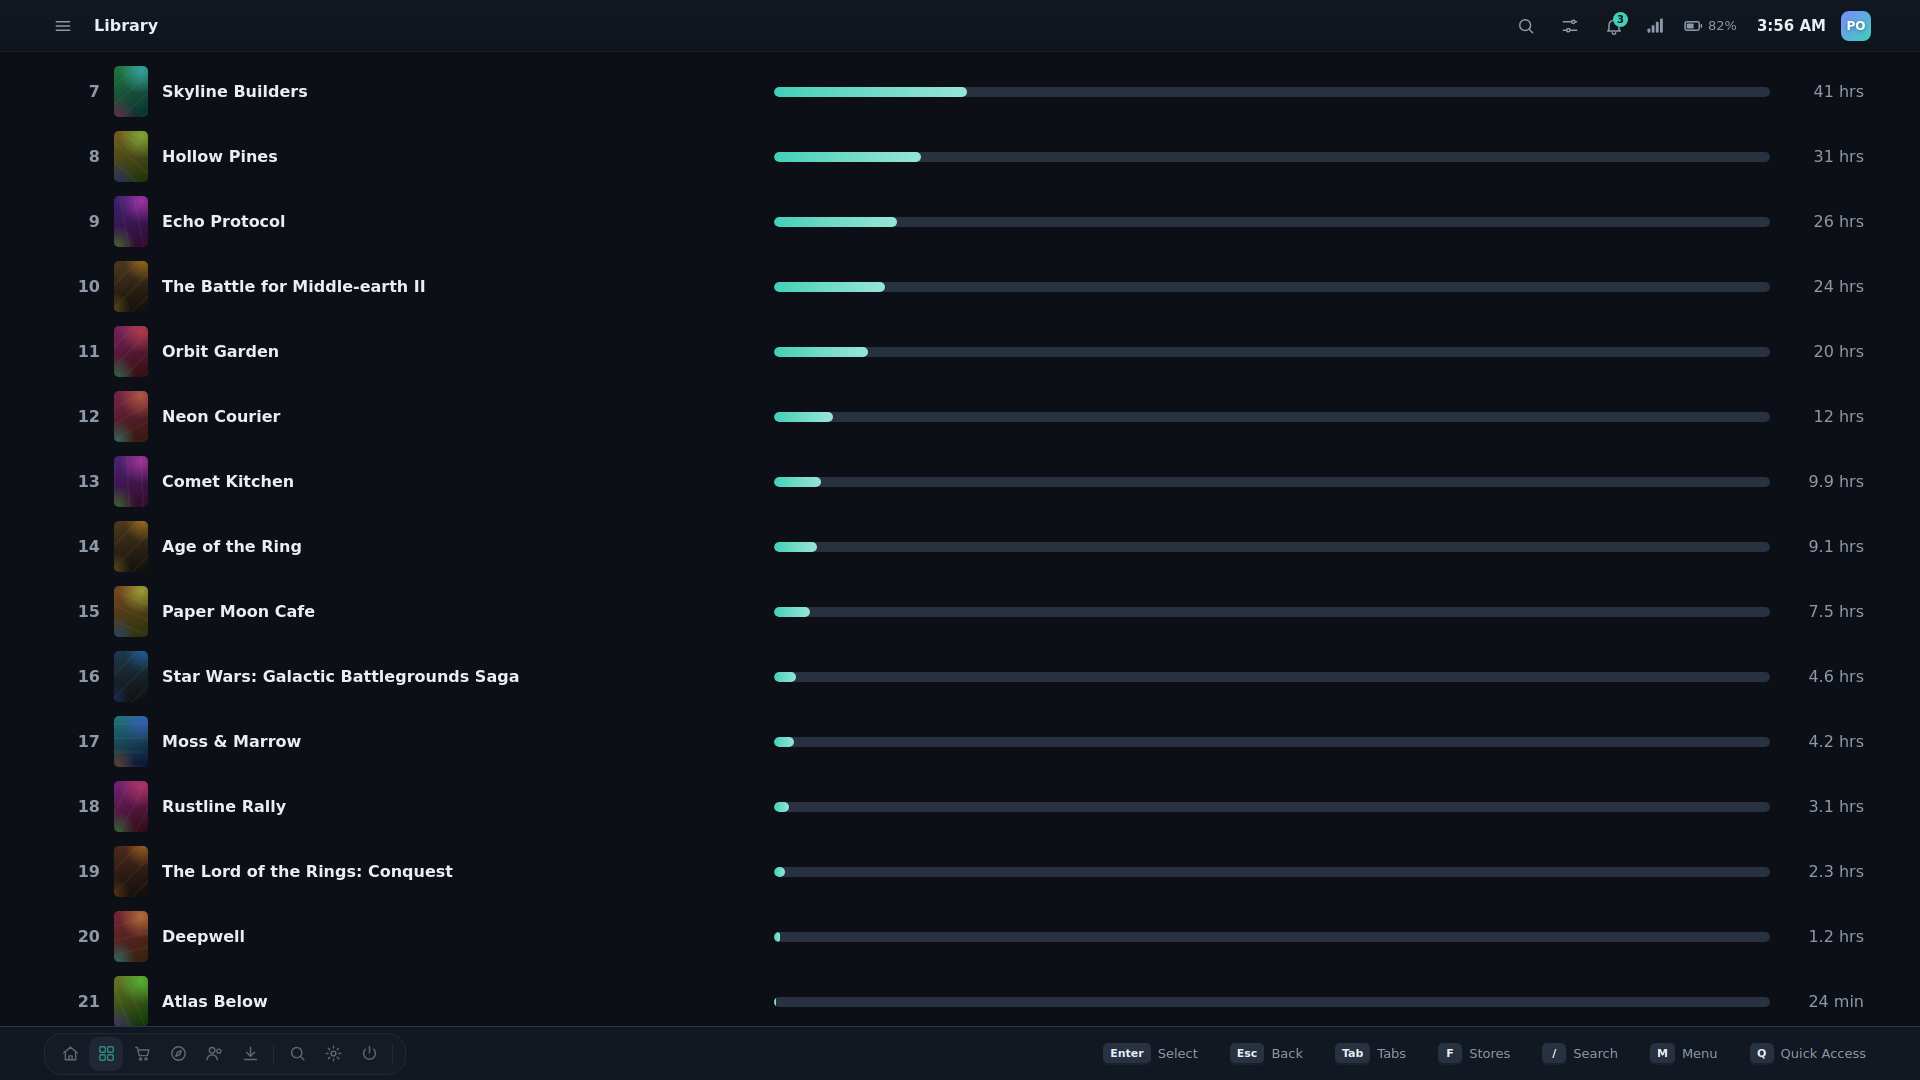 Library
3
82%
3:56 AM
PO
7 Skyline Builders 41 hrs
8 Hollow Pines 31 hrs
9 Echo Protocol 26 hrs
10 The Battle for Middle-earth II 24 hrs
11 Orbit Garden 20 hrs
12 Neon Courier 12 hrs
13 Comet Kitchen 9.9 hrs
14 Age of the Ring 9.1 hrs
15 Paper Moon Cafe 7.5 hrs
16 Star Wars: Galactic Battlegrounds Saga 4.6 hrs
17 Moss & Marrow 4.2 hrs
18 Rustline Rally 3.1 hrs
19 The Lord of the Rings: Conquest 2.3 hrs
20 Deepwell 1.2 hrs
21 Atlas Below 24 min
Enter Select Esc Back Tab Tabs F Stores / Search M Menu Q Quick Access